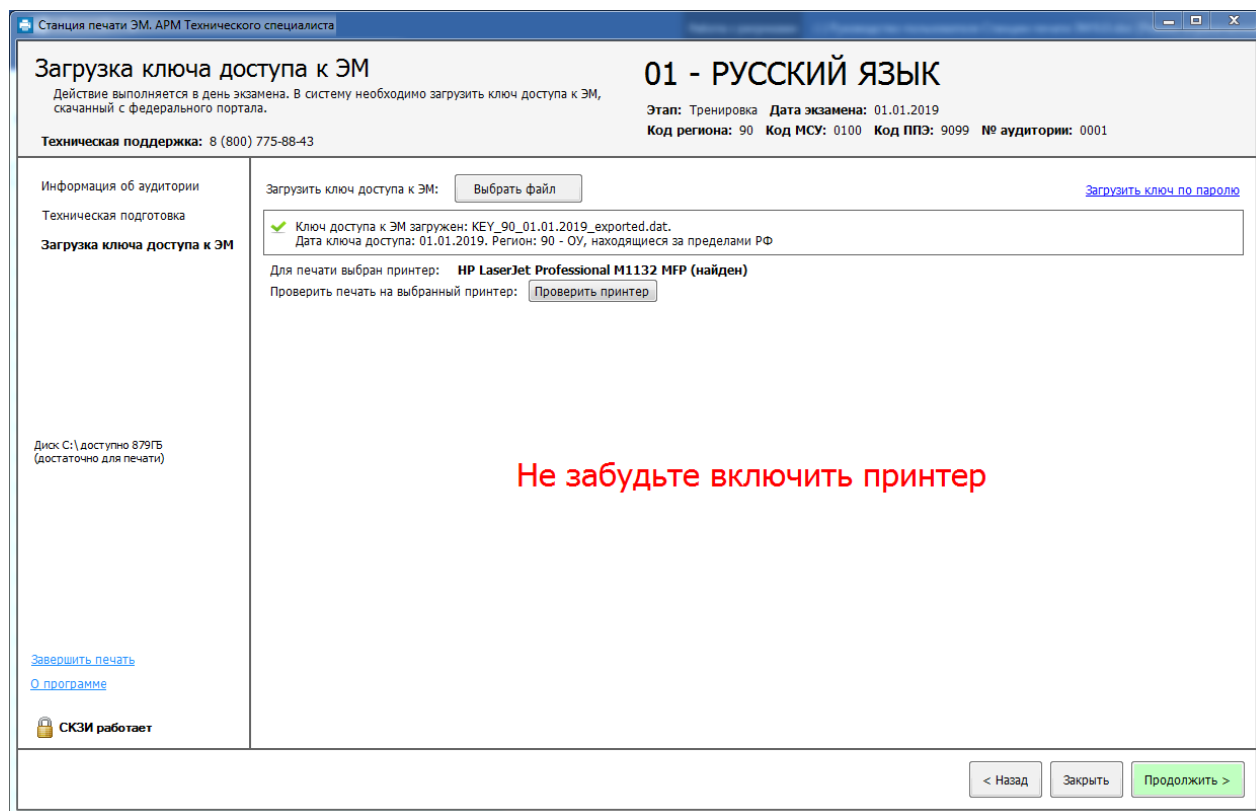 Станция печати ЭМ. АРМ Технического специалиста
Загрузка ключа доступа к ЭМ
Действие выполняется в день экзамена. В систему необходимо загрузить ключ доступа к ЭМ,
скачанный с федерального портала.
Техническая поддержка: 8 (800) 775-88-43
01 - РУССКИЙ ЯЗЫК
Этап: Тренировка Дата экзамена: 01.01.2019
Код региона: 90 Код МСУ: 0100 Код ППЭ: 9099 № аудитории: 0001
Информация об аудитории
Техническая подготовка
Загрузка ключа доступа к ЭМ
Диск C:\ доступно 879ГБ
(достаточно для печати)
Завершить печать
О программе
СКЗИ работает
Загрузить ключ доступа к ЭМ: Выбрать файл Загрузить ключ по паролю
Ключ доступа к ЭМ загружен: KEY_90_01.01.2019_exported.dat.
Дата ключа доступа: 01.01.2019. Регион: 90 - ОУ, находящиеся за пределами РФ
Для печати выбран принтер: HP LaserJet Professional M1132 MFP (найден)
Проверить печать на выбранный принтер: Проверить принтер
Не забудьте включить принтер
< Назад Закрыть Продолжить >